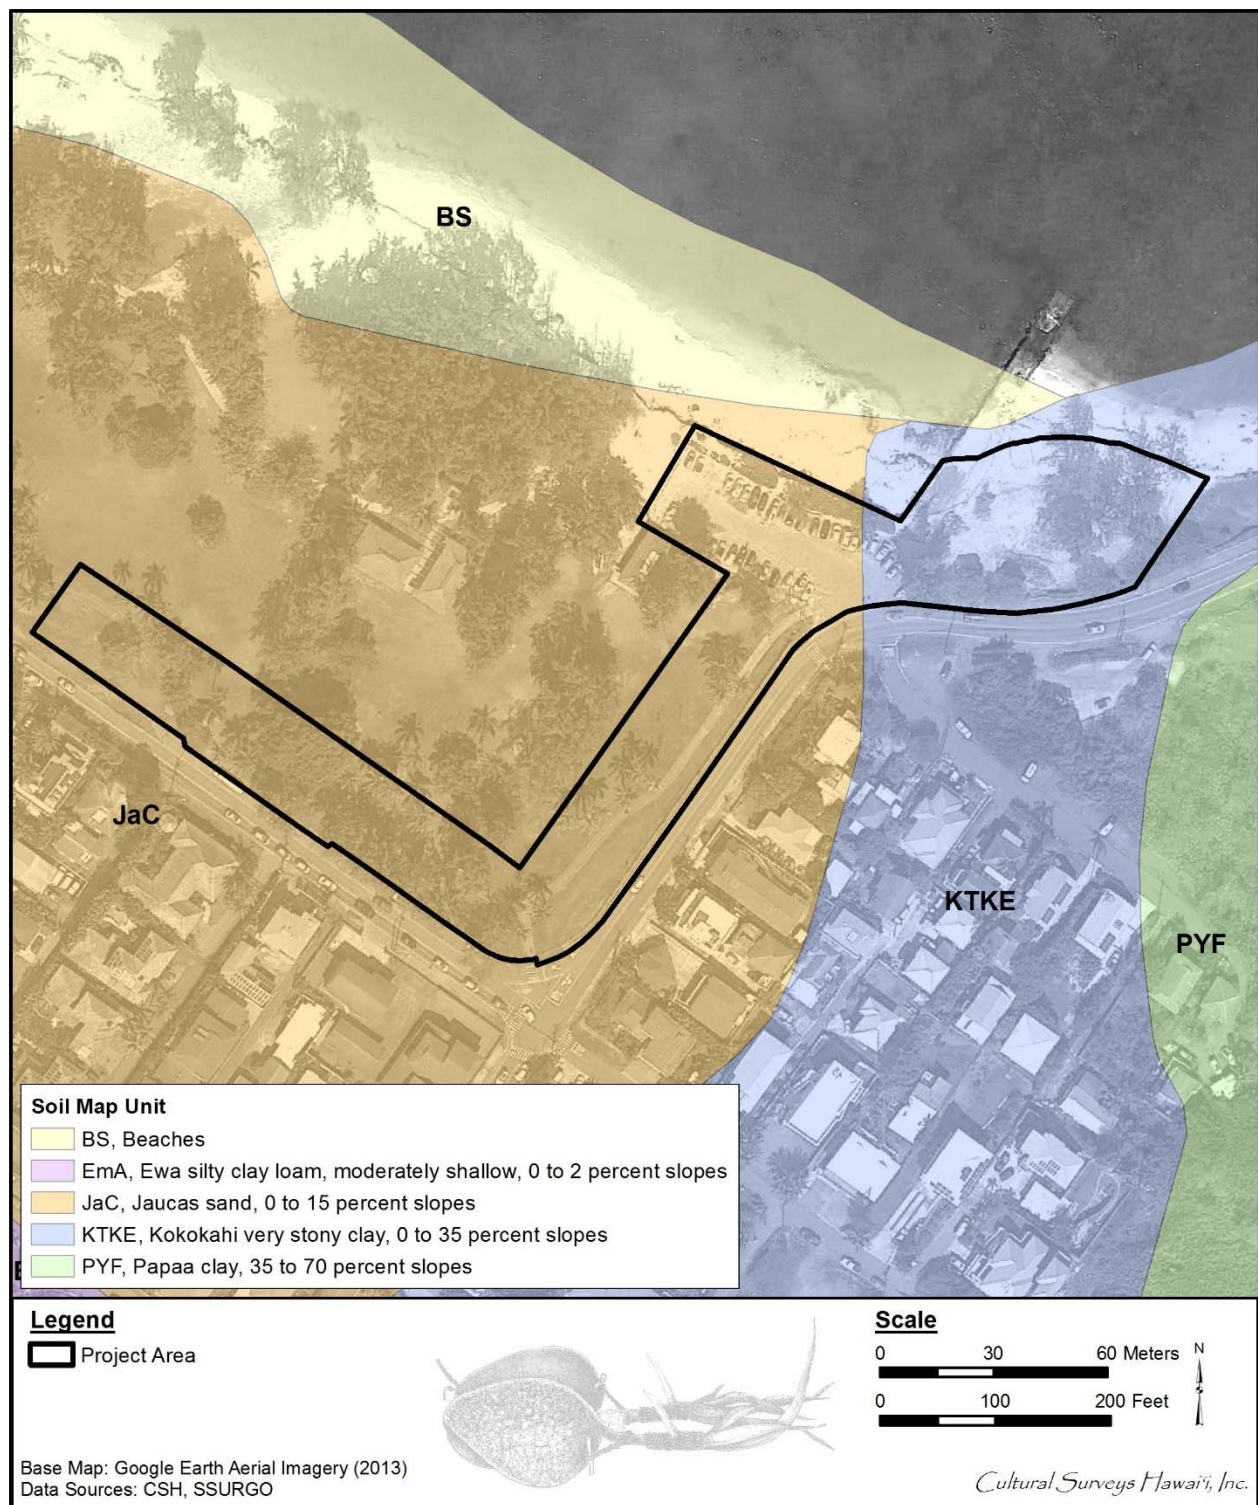 BS
JaC
KTKE
PYF
Soil Map Unit
BS, Beaches
EmA, Ewa silty clay loam, moderately shallow, 0 to 2 percent slopes
JaC, Jaucas sand, 0 to 15 percent slopes
KTKE, Kokokahi very stony clay, 0 to 35 percent slopes
PYF, Papaa clay, 35 to 70 percent slopes
Legend
Project Area
Scale
0 30 60 Meters
N
0 100 200 Feet
Base Map: Google Earth Aerial Imagery (2013)
Data Sources: CSH, SSURGO
Cultural Surveys Hawaiʻi, Inc.